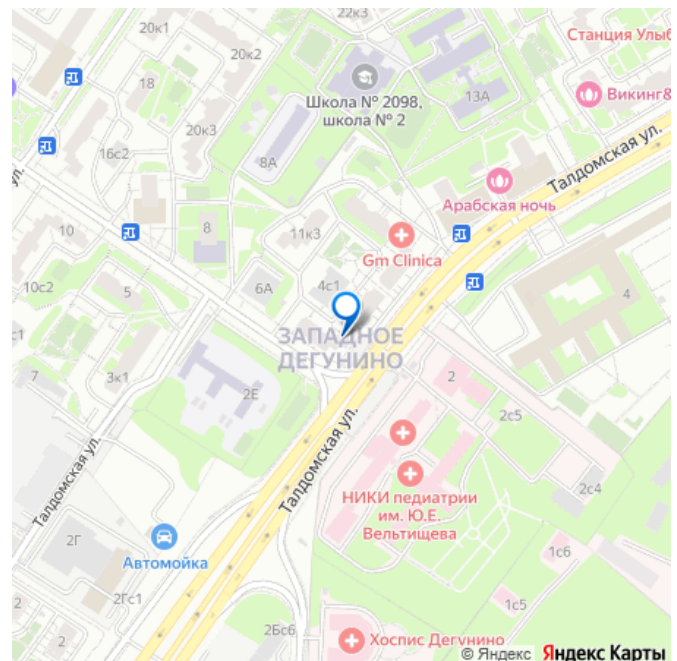 22к3
20к1
20к2
Станция Улыб
18
Школа № 2098,
школа № 2
13А
Викинг&
20к3
16с2
8А
Талдомская ул.
Арабская ночь
ул.
10
8
11к3
Gm Clinica
10с2
5
6А
4с1
4
с1
ЗАПАДНОЕ
ДЕГУНИНО
7
3к1
2Е
2
2с5
Талдомская ул.
Талдомская ул.
НИКИ педиатрии
им. Ю.Е.
Вельтищева
2с4
2Г
Автомойка
1с6
2Гс1
1с5
2
2Бс6
Хоспис Дегунино
© Яндекс Яндекс Карты